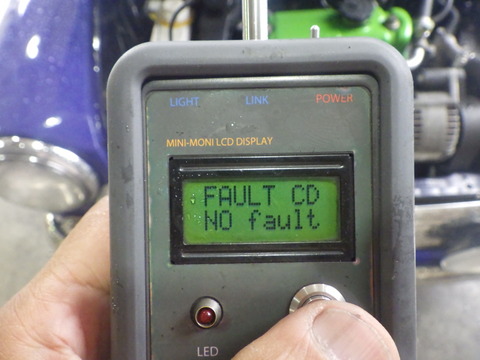 LIGHT LINK POWER
MINI-MONI LCD DISPLAY
FAULT CD
NO fault
LED